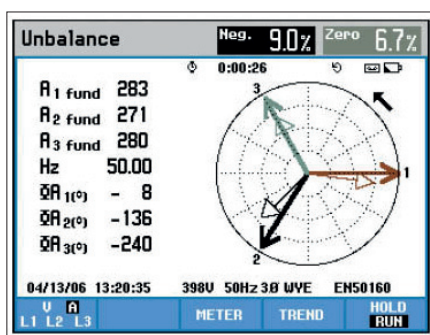 Unbalance Neg. 9.0% Zero 6.7%
0:00:26
A1 fund 283
A2 fund 271
A3 fund 280
Hz 50.00
ΦA1(°) - 8
ΦA2(°) -136
ΦA3(°) -240
3
1
2
04/13/06 13:20:35 398V 50Hz 3Ø WYE EN50160
V A
L1 L2 L3 METER TREND HOLD
RUN